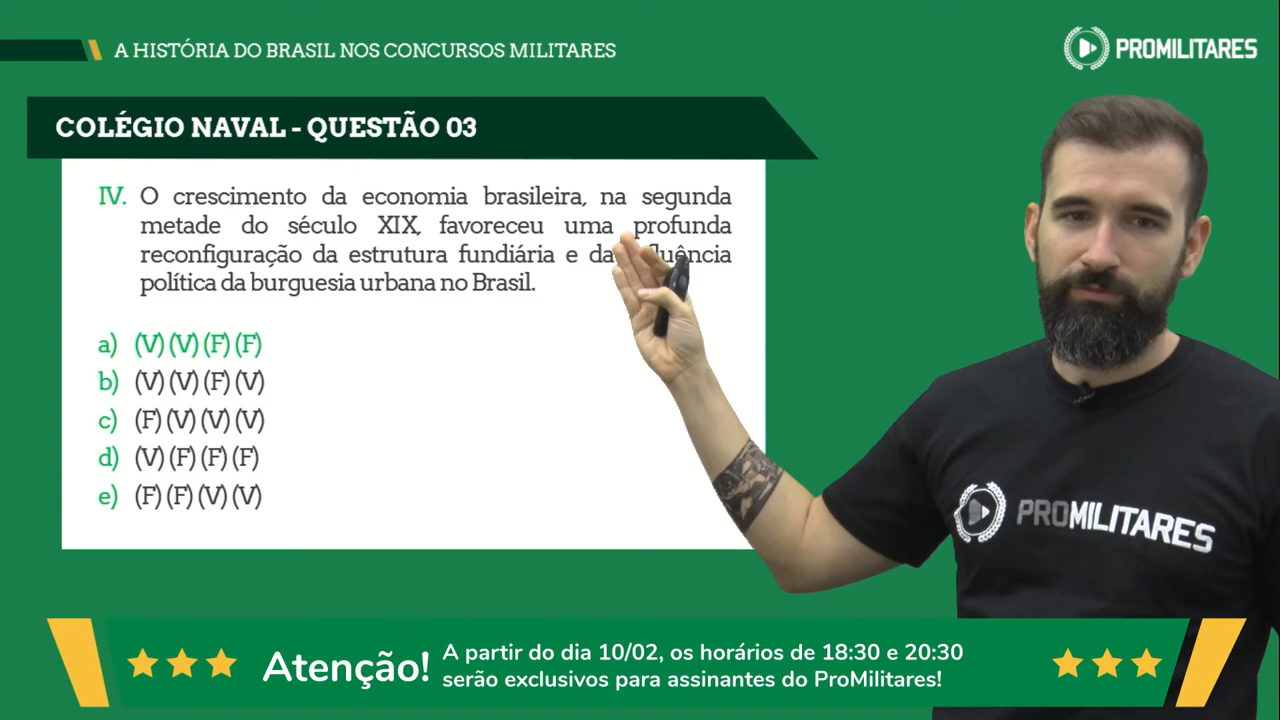 A HISTÓRIA DO BRASIL NOS CONCURSOS MILITARES
PROMILITARES
COLÉGIO NAVAL - QUESTÃO 03
IV. O crescimento da economia brasileira, na segunda
metade do século XIX, favoreceu uma profunda
reconfiguração da estrutura fundiária e da
política da burguesia urbana no Brasil.
a) (V) (V) (F) (F)
b) (V) (V) (F) (V)
c) (F) (V) (V) (V)
d) (V) (F) (F) (F)
e) (F) (F) (V) (V)
PROMILITARES
Atenção!
A partir do dia 10/02, os horários de 18:30 e 20:30
serão exclusivos para assinantes do ProMilitares!